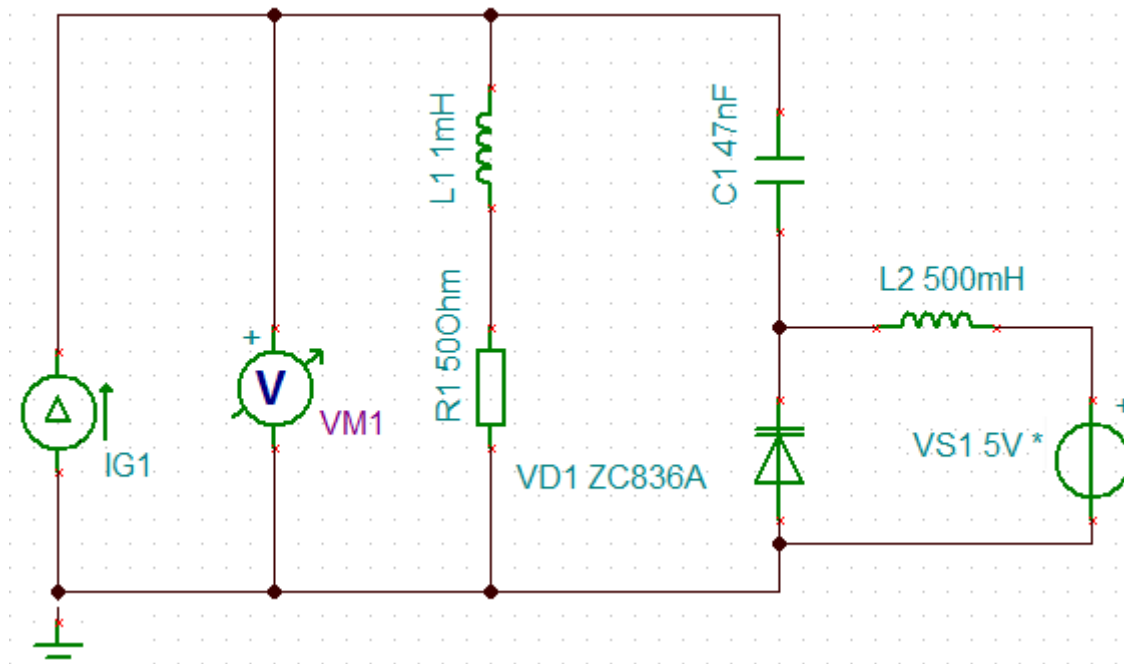 L1 1mH
C1 47nF
L2 500mH
+
V
VM1
R1 50Ohm
IG1
VD1 ZC836A
VS1 5V *
+